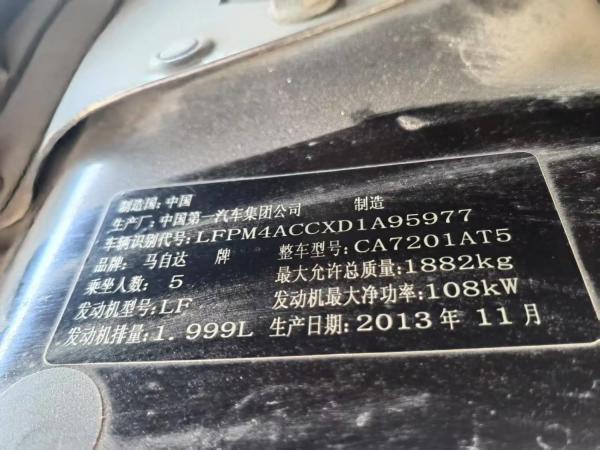 制造国:中国
生产厂:中国第一汽车集团公司 制造
车辆识别代号:LFPM4ACCXD1A95977
品牌: 马自达 牌 整车型号:CA7201AT5
乘坐人数: 5 最大允许总质量:1882kg
发动机型号:LF 发动机最大净功率:108kW
发动机排量:1.999L 生产日期:2013年 11月